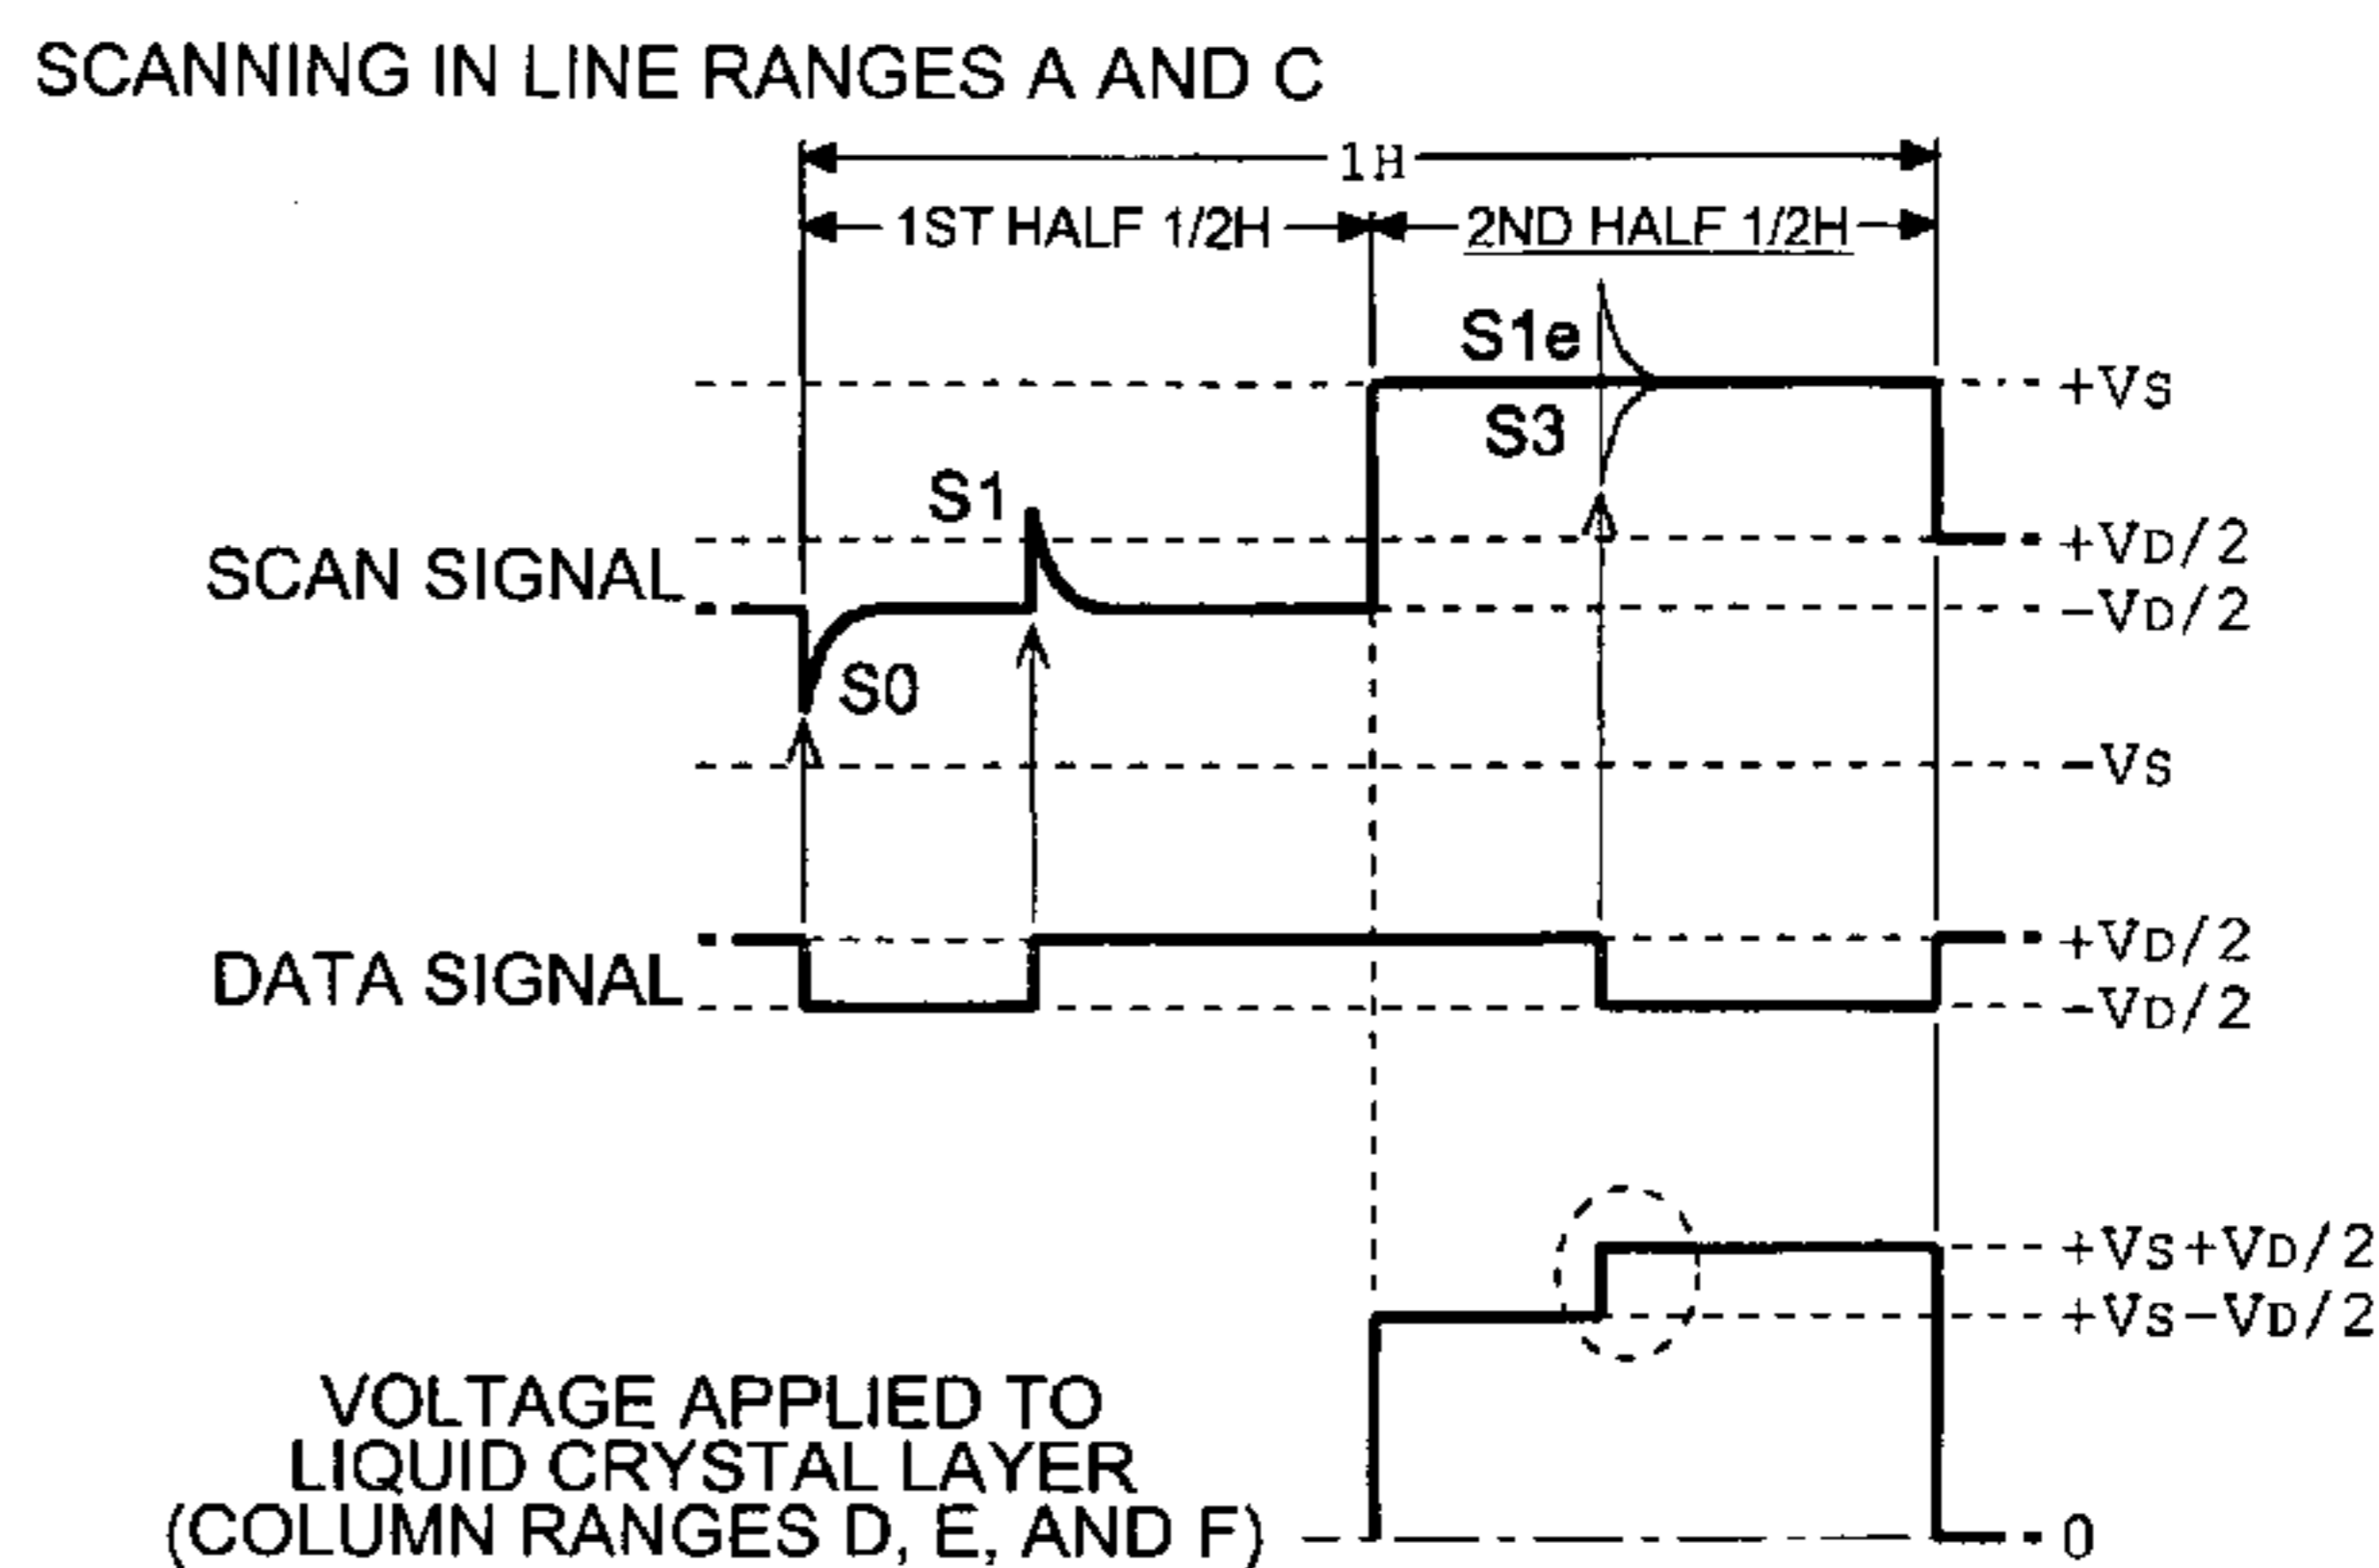 SCANNING IN LINE RANGES A AND C
1H
1ST HALF 1/2H
2ND HALF 1/2H
S1e
+VS
S3
S1
+VD/2
SCAN SIGNAL
-VD/2
S0
-VS
+VD/2
DATA SIGNAL
-VD/2
+VS+VD/2
+VS-VD/2
VOLTAGE APPLIED TO
LIQUID CRYSTAL LAYER
(COLUMN RANGES D, E, AND F)
0